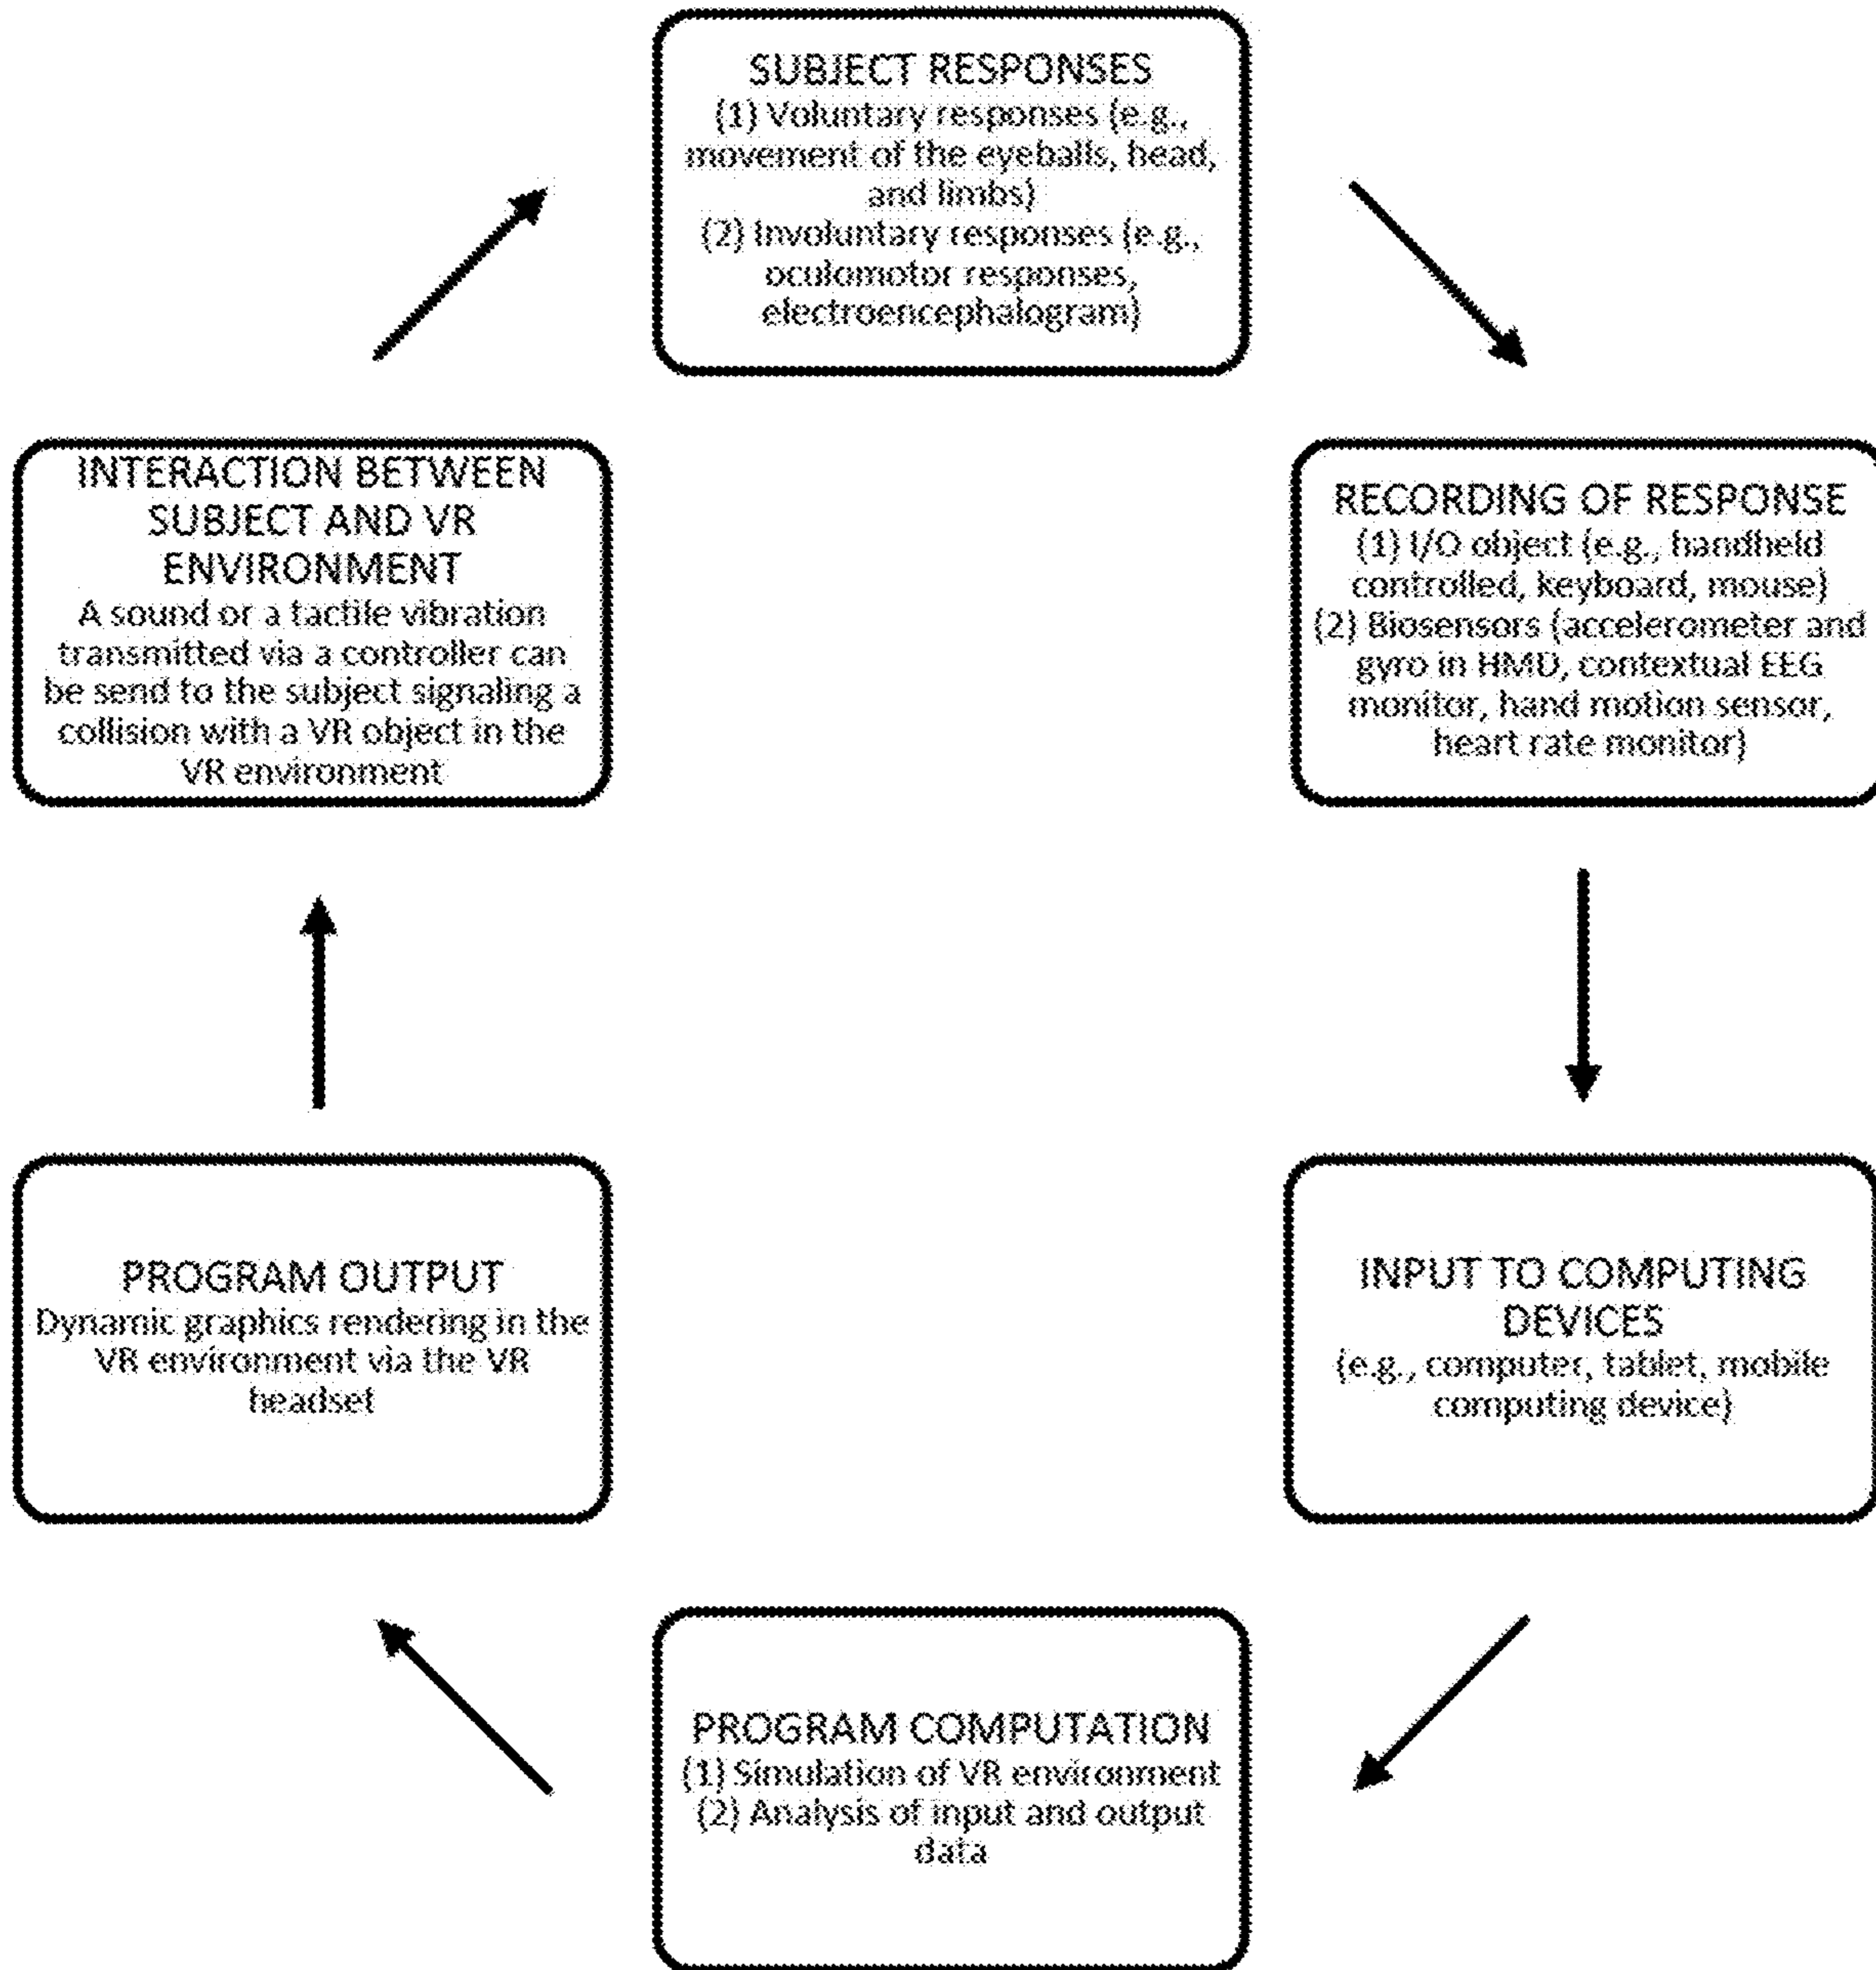 SUBJECT RESPONSES
(1) Voluntary responses (e.g.,
movement of the eyeballs, head,
and limbs)
(2) Involuntary responses (e.g.,
oculomotor responses,
electroencephalogram)
RECORDING OF RESPONSE
(1) I/O object (e.g., handheld
controlled, keyboard, mouse)
(2) Biosensors (accelerometer and
gyro in HMD, contextual EEG
monitor, hand motion sensor,
heart rate monitor)
INPUT TO COMPUTING
DEVICES
(e.g., computer, tablet, mobile
computing device)
PROGRAM COMPUTATION
(1) Simulation of VR environment
(2) Analysis of input and output
data
PROGRAM OUTPUT
Dynamic graphics rendering in the
VR environment via the VR
headset
INTERACTION BETWEEN
SUBJECT AND VR
ENVIRONMENT
A sound or a tactile vibration
transmitted via a controller can
be send to the subject signaling a
collision with a VR object in the
VR environment